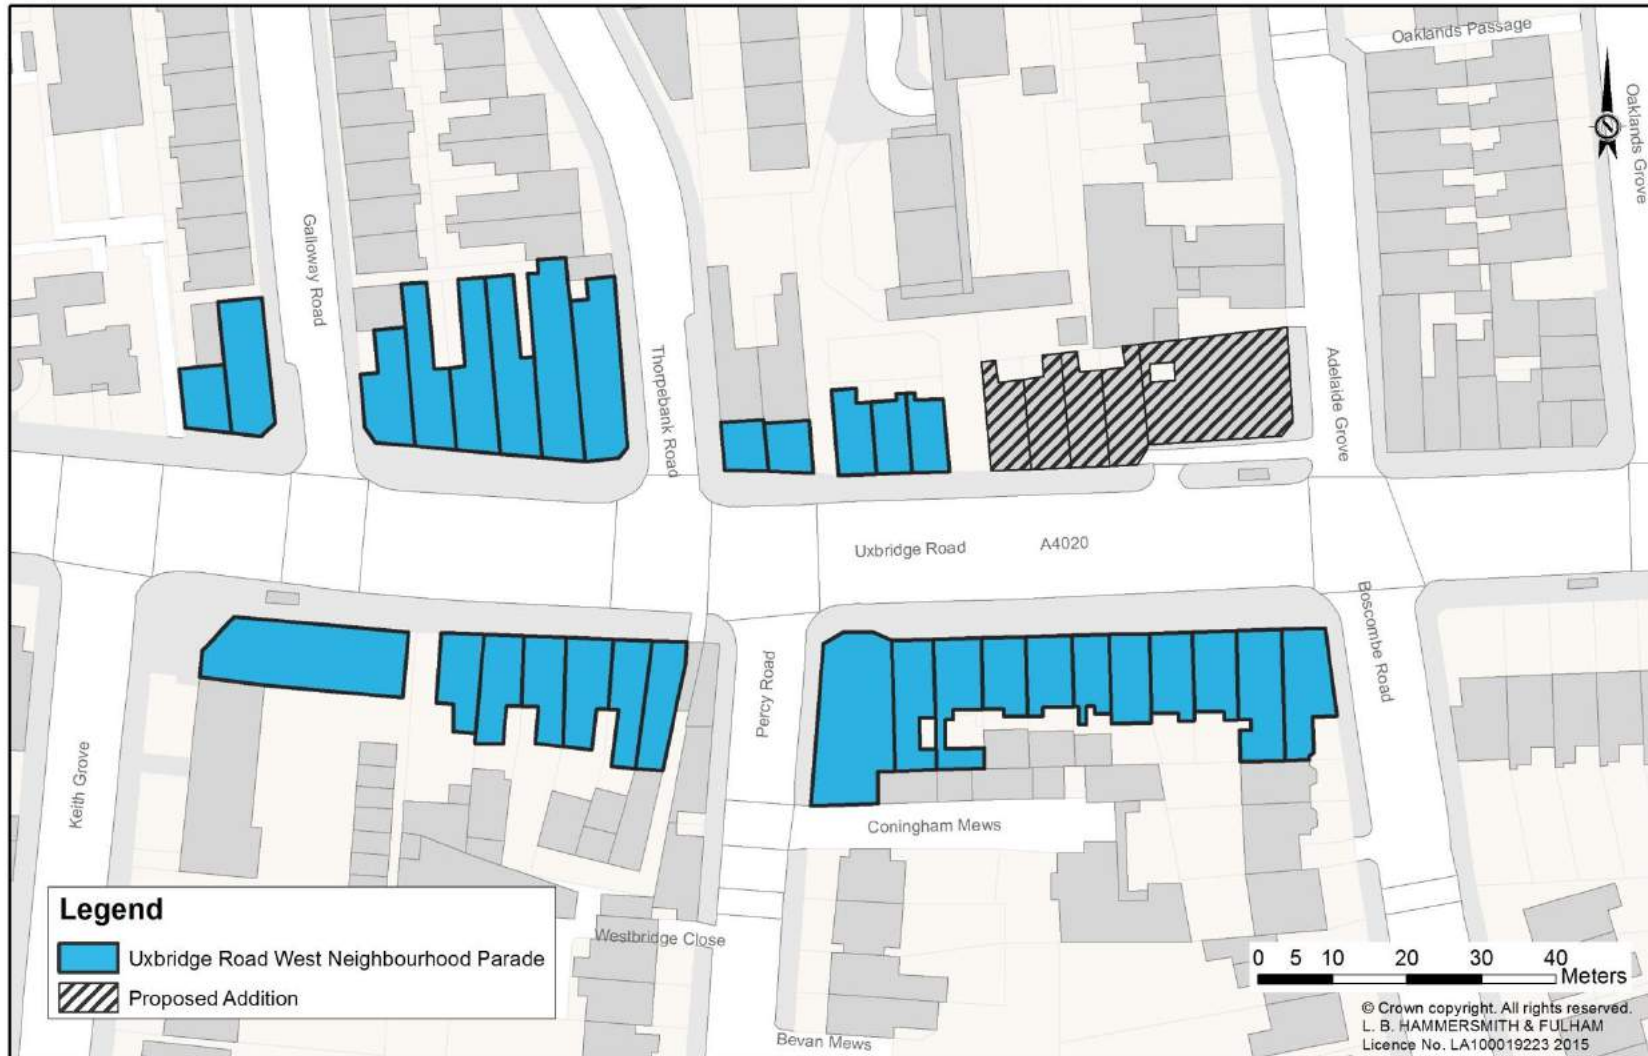 Oaklands Passage
Oaklands Grove
Galloway Road
Thorpebank Road
Adelaide Grove
Uxbridge Road
A4020
Boscombe Road
Percy Road
Keith Grove
Coningham Mews
Westbridge Close
Bevan Mews
Legend
Uxbridge Road West Neighbourhood Parade
Proposed Addition
0 5 10 20 30 40
Meters
© Crown copyright. All rights reserved.
L. B. HAMMERSMITH & FULHAM
Licence No. LA100019223 2015